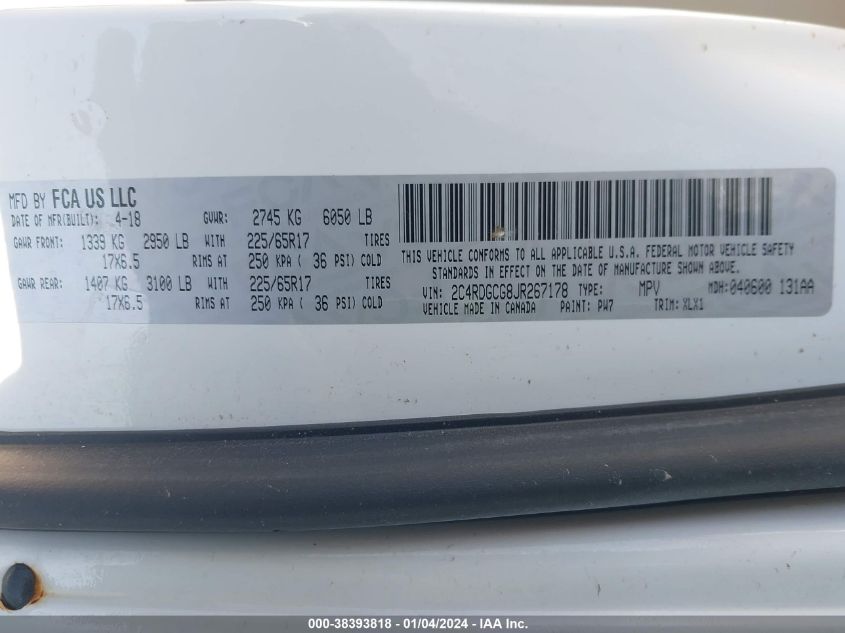 MFD BY FCA US LLC
DATE OF MFR(BUILT): 4-18 GVWR: 2745 KG 6050 LB
GAWR FRONT: 1339 KG 2950 LB WITH 225/65R17 TIRES
17X6.5 RIMS AT 250 KPA ( 36 PSI) COLD
GAWR REAR: 1407 KG 3100 LB WITH 225/65R17 TIRES
17X6.5 RIMS AT 250 KPA ( 36 PSI) COLD
THIS VEHICLE CONFORMS TO ALL APPLICABLE U.S.A. FEDERAL MOTOR VEHICLE SAFETY
STANDARDS IN EFFECT ON THE DATE OF MANUFACTURE SHOWN ABOVE.
VIN: 2C4RDGCG8JR267178 TYPE: MPV MDH: 040600 131AA
VEHICLE MADE IN CANADA PAINT: PW7 TRIM: XLX1
000-38393818 - 01/04/2024 - IAA Inc.